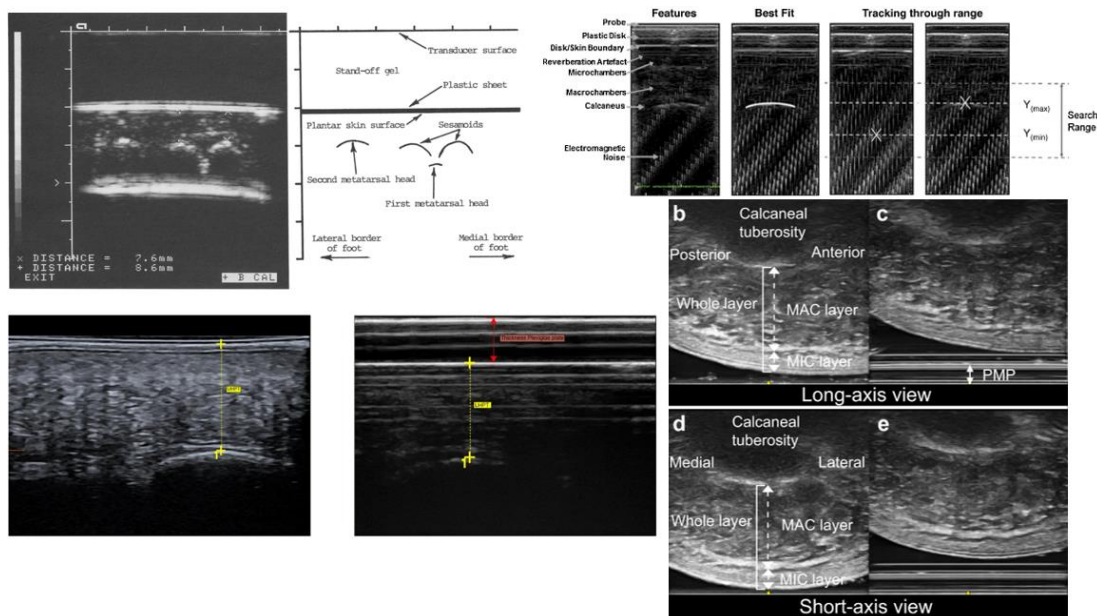 Transducer surface
Stand-off gel
Plastic sheet
Plantar skin surface
Sesamoids
Second metatarsal head
First metatarsal head
Lateral border
of foot
Medial border
of foot
× DISTANCE = 7.6mm
+ DISTANCE = 8.6mm
EXIT
+ B CAL
Features
Best Fit
Tracking through range
Probe
Plastic Disk
Disk/Skin Boundary
Reverberation Artefact
Microchambers
Macrochambers
Calcaneus
Electromagnetic
Noise
Y(max)
Y(min)
Search
Range
b
Calcaneal
tuberosity
c
Posterior
Anterior
Whole layer
MAC layer
MIC layer
PMP
Long-axis view
d
Calcaneal
tuberosity
e
Medial
Lateral
Whole layer
MAC layer
MIC layer
Short-axis view
1
1